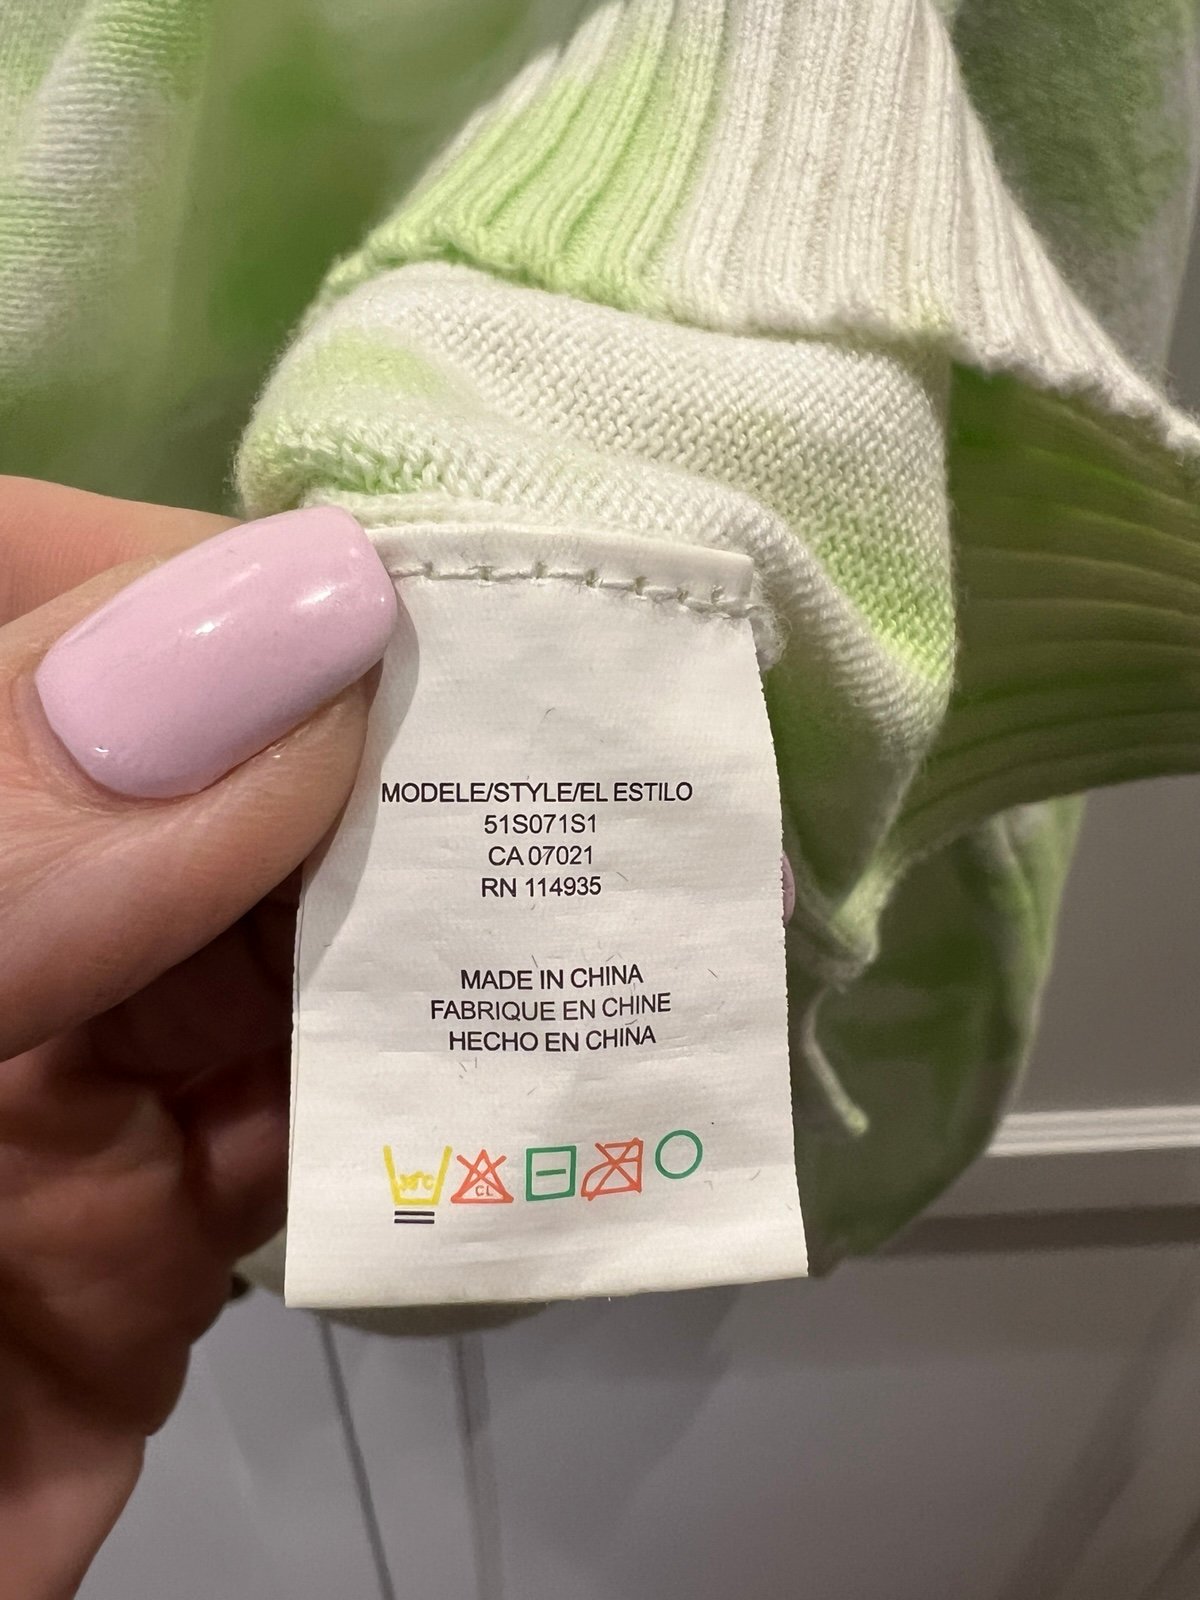 MODELE/STYLE/EL ESTILO
51S071S1
CA 07021
RN 114935
MADE IN CHINA
FABRIQUE EN CHINE
HECHO EN CHINA
30°C CL